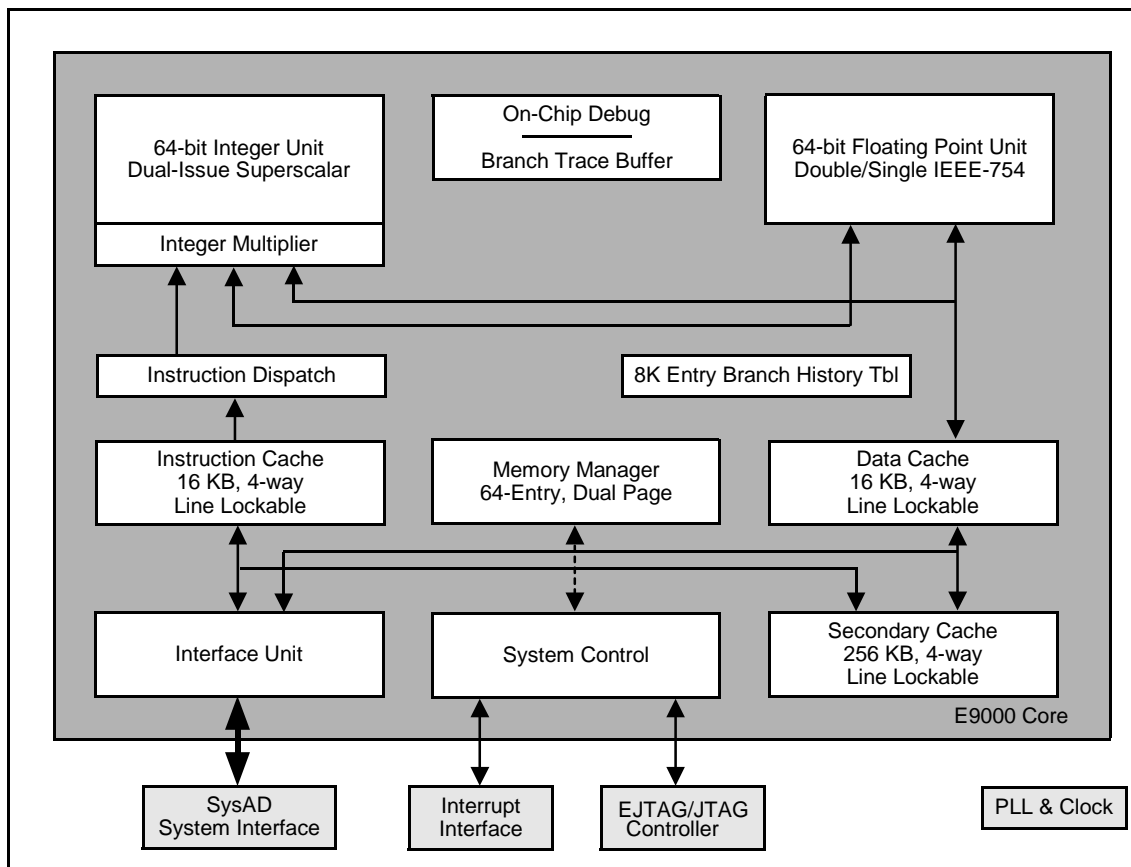 64-bit Integer Unit
Dual-Issue Superscalar
Integer Multiplier
On-Chip Debug
Branch Trace Buffer
64-bit Floating Point Unit
Double/Single IEEE-754
Instruction Dispatch
8K Entry Branch History Tbl
Instruction Cache
16 KB, 4-way
Line Lockable
Memory Manager
64-Entry, Dual Page
Data Cache
16 KB, 4-way
Line Lockable
Interface Unit
System Control
Secondary Cache
256 KB, 4-way
Line Lockable
E9000 Core
SysAD
System Interface
Interrupt
Interface
EJTAG/JTAG
Controller
PLL & Clock